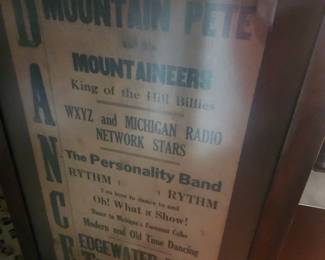 DANCE
MOUNTAIN PETE
MOUNTAINEERS
King of the Hill Billies
WXYZ and MICHIGAN RADIO
NETWORK STARS
The Personality Band
RYTHM RYTHM
Oh! What a Show!
Modern and Old Time Dancing
EDGEWATER